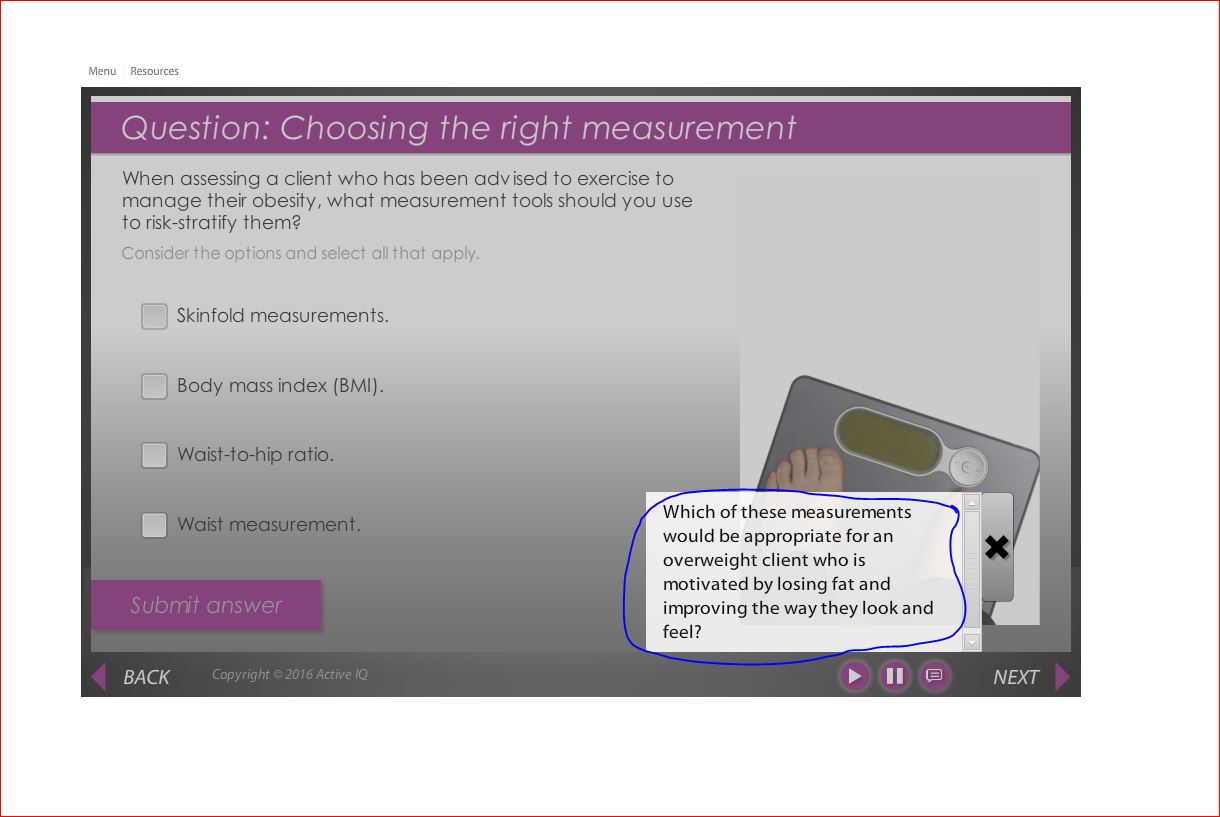 Menu
Resources
Question: Choosing the right measurement
When assessing a client who has been advised to exercise to
manage their obesity, what measurement tools should you use
to risk-stratify them?
Consider the options and select all that apply.
Skinfold measurements.
Body mass index (BMI).
Waist-to-hip ratio.
Waist measurement.
Which of these measurements
would be appropriate for an
overweight client who is
motivated by losing fat and
improving the way they look and
feel?
Submit answer
BACK
Copyright © 2016 Active IQ
NEXT